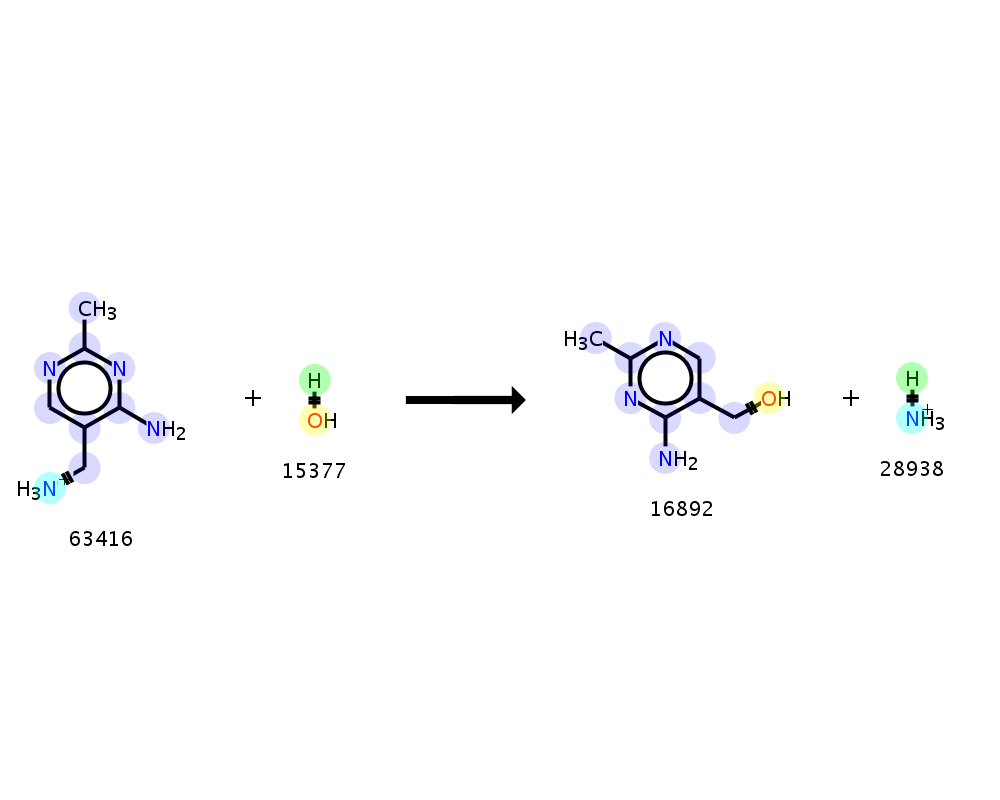 CH3
N N
NH2
H3N+
63416
+
H
OH
15377
H3C
N
N
OH
NH2
16892
+
H
NH3+
28938